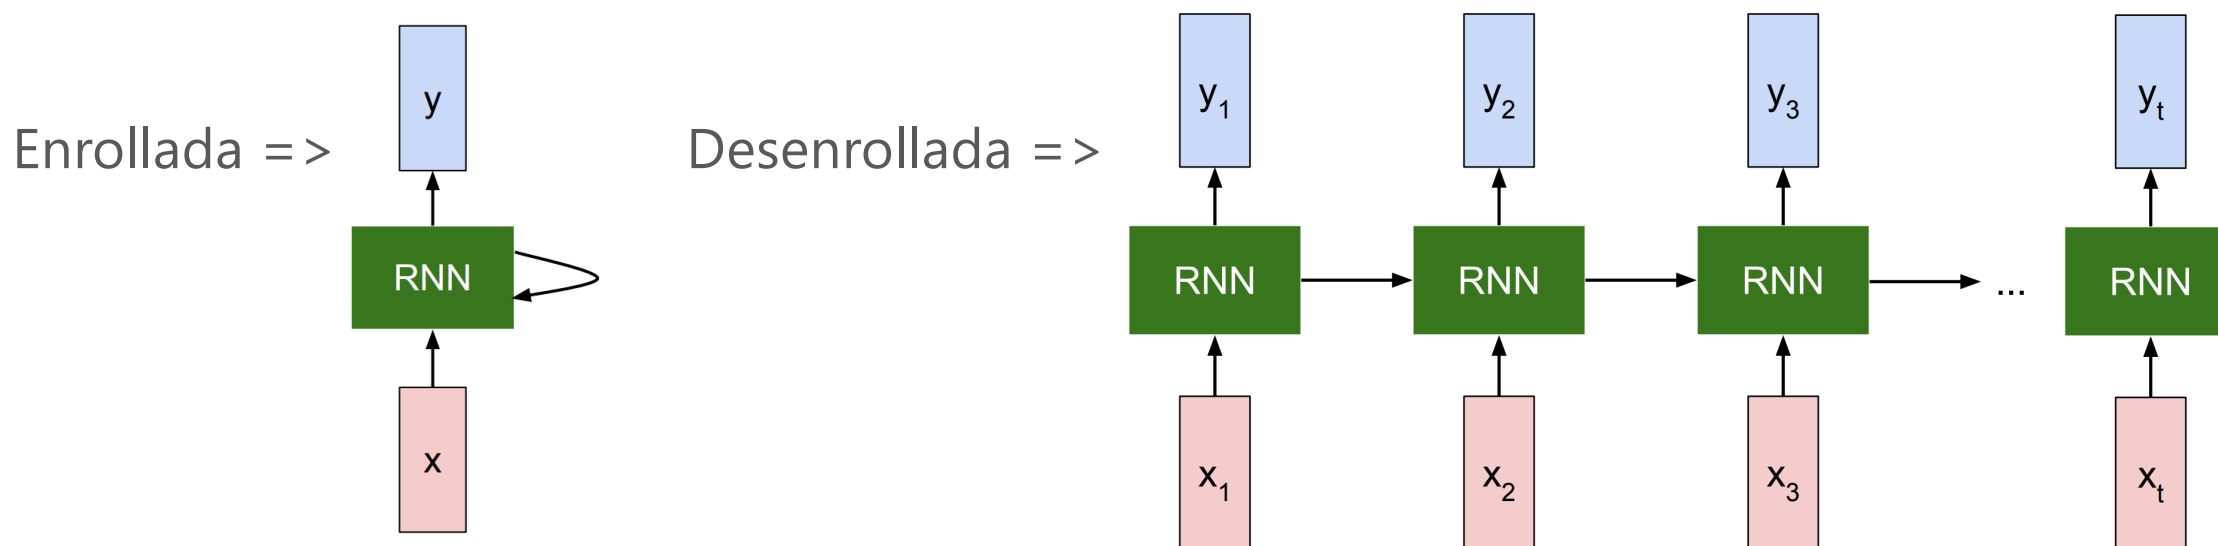 y
y₁ y₂ y₃ yₜ
Enrollada => Desenrollada =>
RNN RNN RNN RNN ... RNN
x x₁ x₂ x₃ xₜ